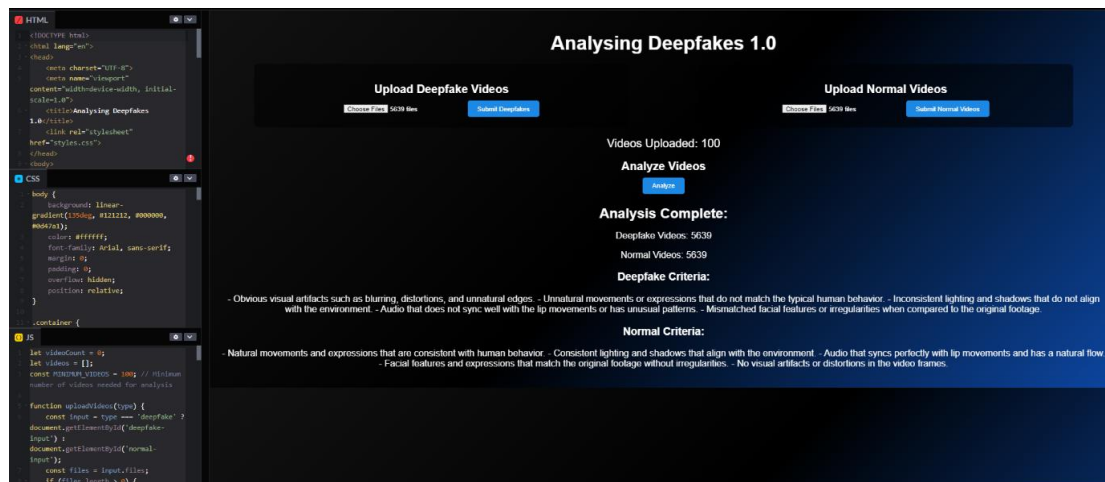 HTML
<!DOCTYPE html>
<html lang="en">
<head>
<meta charset="UTF-8">
<meta name="viewport"
content="width=device-width, initial-
scale=1.0">
<title>Analysing Deepfakes
1.0</title>
<link rel="stylesheet"
href="styles.css">
</head>
<body>
CSS
body {
background: linear-
gradient(135deg, #121212, #000000,
#0d47a1);
color: #ffffff;
font-family: Arial, sans-serif;
margin: 0;
padding: 0;
overflow: hidden;
position: relative;
}
.container {
JS
let videoCount = 0;
let videos = [];
const MINIMUM_VIDEOS = 100; // Minimum
number of videos needed for analysis
function uploadVideos(type) {
const input = type === 'deepfake' ?
document.getElementById('deepfake-
input') :
document.getElementById('normal-
input');
const files = input.files;
if (files.length > 0) {
Analysing Deepfakes 1.0
Upload Deepfake Videos
Choose Files 5639 files
Submit Deepfakes
Upload Normal Videos
Choose Files 5639 files
Submit Normal Videos
Videos Uploaded: 100
Analyze Videos
Analyze
Analysis Complete:
Deepfake Videos: 5639
Normal Videos: 5639
Deepfake Criteria:
- Obvious visual artifacts such as blurring, distortions, and unnatural edges. - Unnatural movements or expressions that do not match the typical human behavior. - Inconsistent lighting and shadows that do not align
with the environment. - Audio that does not sync well with the lip movements or has unusual patterns. - Mismatched facial features or irregularities when compared to the original footage.
Normal Criteria:
- Natural movements and expressions that are consistent with human behavior. - Consistent lighting and shadows that align with the environment. - Audio that syncs perfectly with lip movements and has a natural flow.
- Facial features and expressions that match the original footage without irregularities. - No visual artifacts or distortions in the video frames.